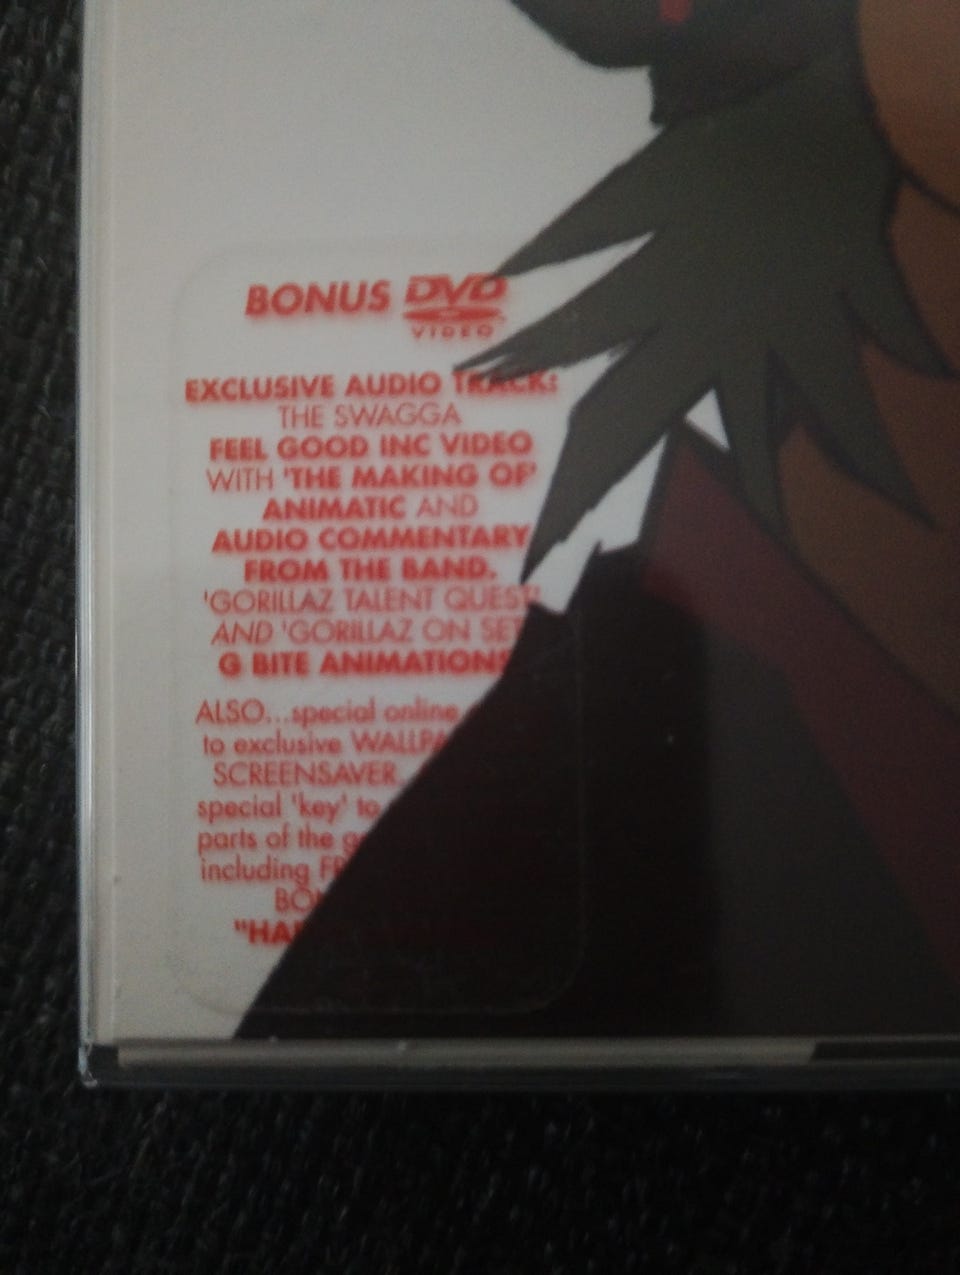 BONUS DVD
VIDEO
EXCLUSIVE AUDIO TRACK:
THE SWAGGA
FEEL GOOD INC VIDEO
WITH 'THE MAKING OF'
ANIMATIC AND
AUDIO COMMENTARY
FROM THE BAND.
'GORILLAZ TALENT QUEST'
AND 'GORILLAZ ON SET
G BITE ANIMATIONS
ALSO...special online
to exclusive
SCREENSAVER
special 'key' to
parts of the
including